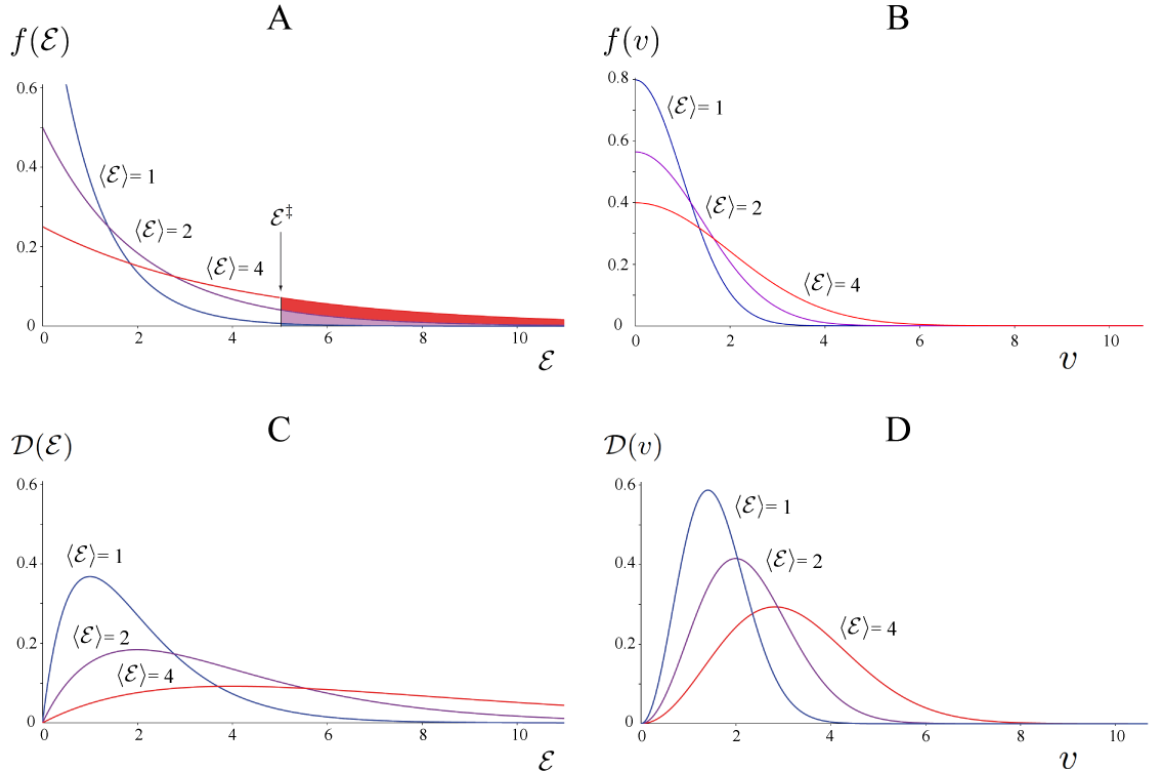 A
f(ℰ)
0.6
0.4
0.2
0
⟨ℰ⟩= 1
⟨ℰ⟩= 2
⟨ℰ⟩= 4
ℰ‡
0 2 4 6 8 10
ℰ
B
f(v)
0.8
0.6
0.4
0.2
0
⟨ℰ⟩= 1
⟨ℰ⟩= 2
⟨ℰ⟩= 4
0 2 4 6 8 10
v
C
𝒟(ℰ)
0.6
0.4
0.2
0
⟨ℰ⟩= 1
⟨ℰ⟩= 2
⟨ℰ⟩= 4
0 2 4 6 8 10
ℰ
D
𝒟(v)
0.6
0.4
0.2
0
⟨ℰ⟩= 1
⟨ℰ⟩= 2
⟨ℰ⟩= 4
0 2 4 6 8 10
v